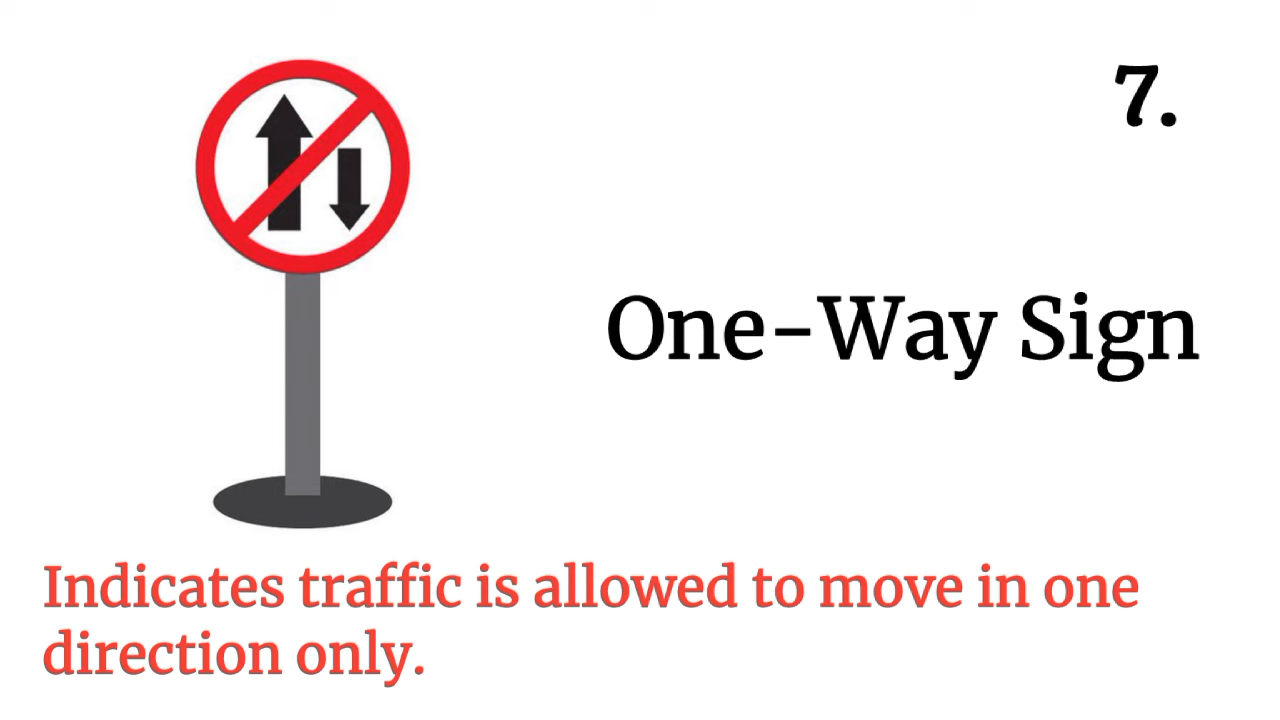 7.
One-Way Sign
Indicates traffic is allowed to move in one
direction only.